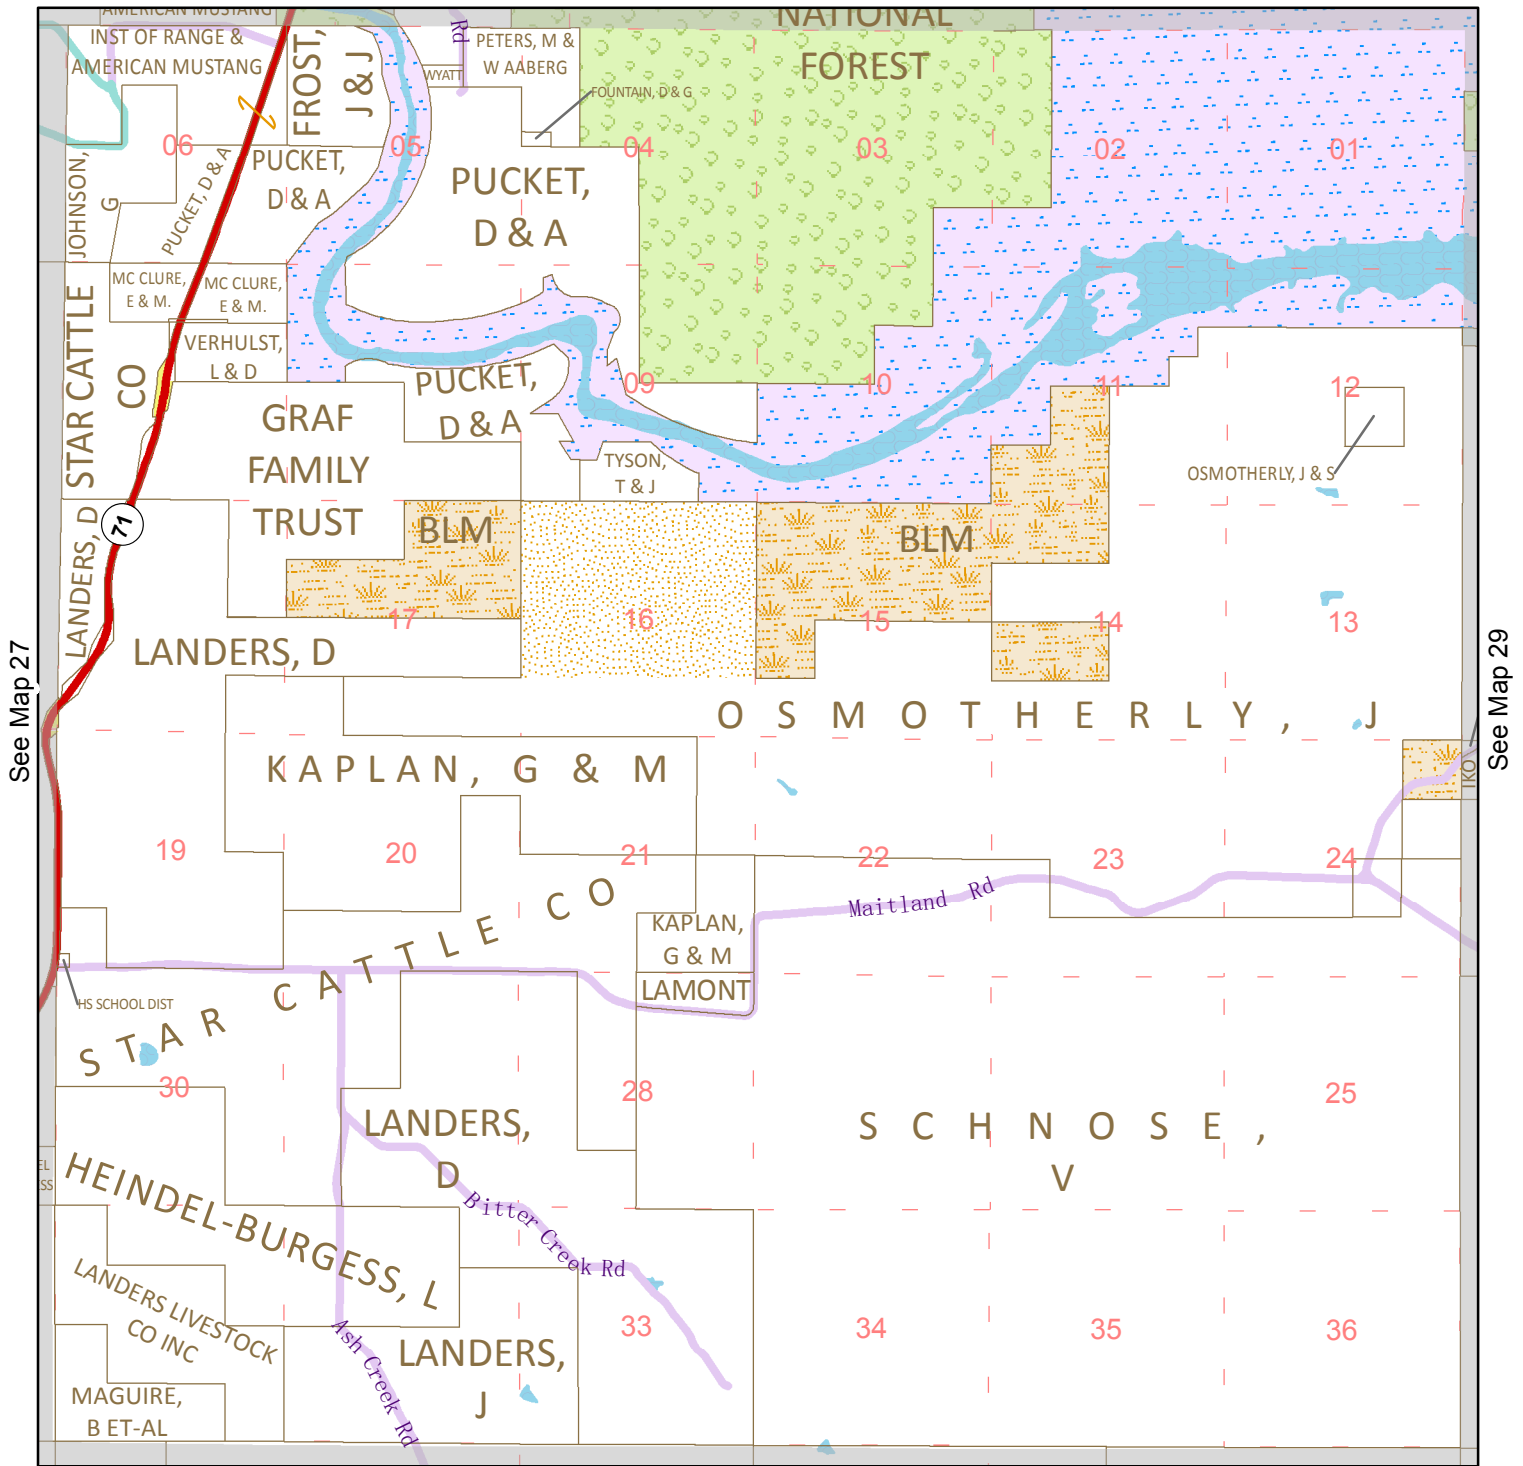 AMERICAN MUSTANG
INST OF RANGE &
AMERICAN MUSTANG
FROST,
J & J
Rd
PETERS, M &
W AABERG
WYATT
FOUNTAIN, D & G
NATIONAL
FOREST
06
05
04
03
02
01
JOHNSON,
G
PUCKET, D & A
PUCKET,
D & A
PUCKET,
D & A
MC CLURE,
E & M.
MC CLURE,
E & M.
STAR CATTLE
CO
VERHULST,
L & D
PUCKET,
D & A
09
10
11
12
GRAF
FAMILY
TRUST
TYSON,
T & J
OSMOTHERLY, J & S
71
LANDERS, D
BLM
BLM
17
16
15
14
13
LANDERS, D
See Map 27
See Map 29
OSMOTHERLY, J
KAPLAN, G & M
IKO
19
20
21
22
23
24
STAR CATTLE CO
Maitland Rd
KAPLAN,
G & M
LAMONT
HS SCHOOL DIST
30
28
25
LANDERS,
D
SCHNOSE,
V
EL
SS
HEINDEL-BURGESS, L
Bitter Creek Rd
LANDERS LIVESTOCK
CO INC
Ash Creek Rd
LANDERS,
J
33
34
35
36
MAGUIRE,
B ET-AL